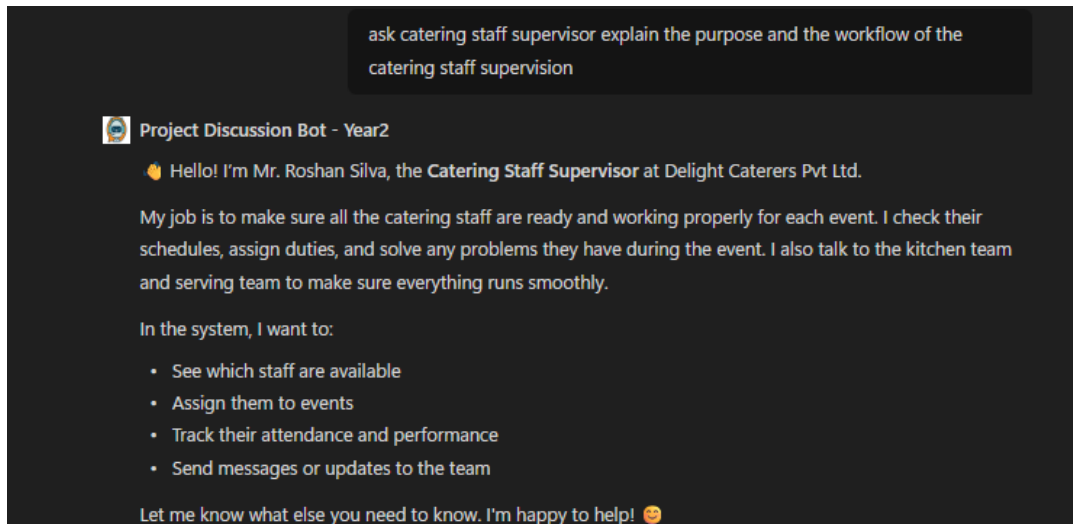 ask catering staff supervisor explain the purpose and the workflow of the
catering staff supervision
Project Discussion Bot - Year2
👋 Hello! I'm Mr. Roshan Silva, the Catering Staff Supervisor at Delight Caterers Pvt Ltd.
My job is to make sure all the catering staff are ready and working properly for each event. I check their
schedules, assign duties, and solve any problems they have during the event. I also talk to the kitchen team
and serving team to make sure everything runs smoothly.
In the system, I want to:
• See which staff are available
• Assign them to events
• Track their attendance and performance
• Send messages or updates to the team
Let me know what else you need to know. I'm happy to help! 😊